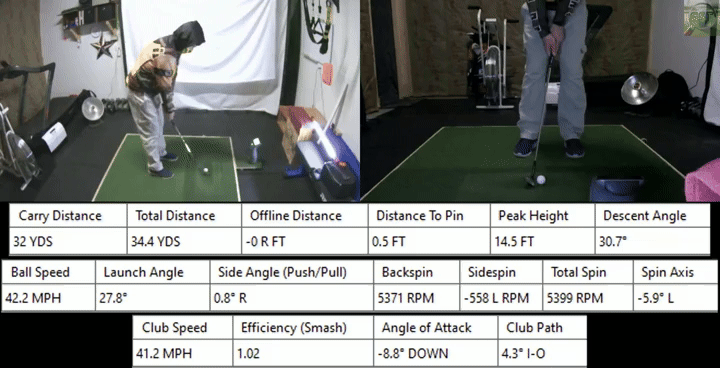 Carry Distance Total Distance Offline Distance Distance To Pin Peak Height Descent Angle
32 YDS 34.4 YDS -0 R FT 0.5 FT 14.5 FT 30.7°
Ball Speed Launch Angle Side Angle (Push/Pull) Backspin Sidespin Total Spin Spin Axis
42.2 MPH 27.8° 0.8° R 5371 RPM -558 L RPM 5399 RPM -5.9° L
Club Speed Efficiency (Smash) Angle of Attack Club Path
41.2 MPH 1.02 -8.8° DOWN 4.3° I-O